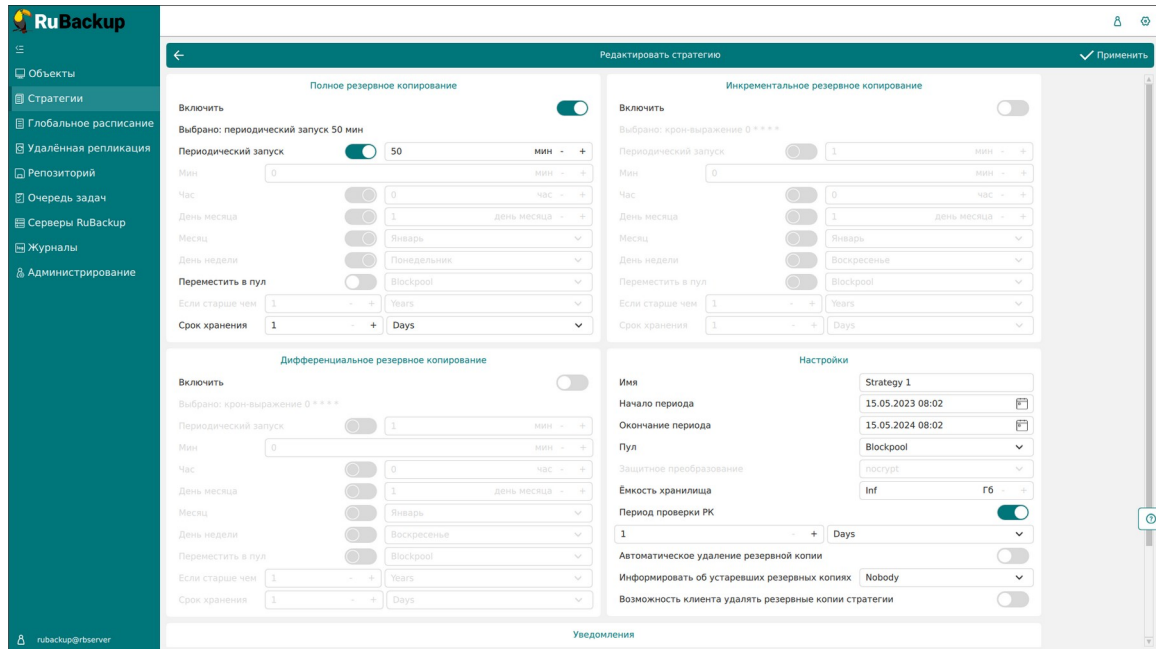 RuBackup
Объекты
Стратегии
Глобальное расписание
Удалённая репликация
Репозиторий
Очередь задач
Серверы RuBackup
Журналы
Администрирование
rubackup@rbserver
Редактировать стратегию
Применить
Полное резервное копирование
Включить
Выбрано: периодический запуск 50 мин
Периодический запуск 50 мин - +
Мин 0 мин - +
Час 0 час - +
День месяца 1 день месяца - +
Месяц Январь
День недели Понедельник
Переместить в пул Blockpool
Если старше чем 1 - + Years
Срок хранения 1 - + Days
Инкрементальное резервное копирование
Включить
Выбрано: крон-выражение 0 * * * *
Периодический запуск 1 мин - +
Мин 0 мин - +
Час 0 час - +
День месяца 1 день месяца - +
Месяц Январь
День недели Воскресенье
Переместить в пул Blockpool
Если старше чем 1 - + Years
Срок хранения 1 - + Days
Дифференциальное резервное копирование
Включить
Выбрано: крон-выражение 0 * * * *
Периодический запуск 1 мин - +
Мин 0 мин - +
Час 0 час - +
День месяца 1 день месяца - +
Месяц Январь
День недели Воскресенье
Переместить в пул Blockpool
Если старше чем 1 - + Years
Срок хранения 1 - + Days
Настройки
Имя Strategy 1
Начало периода 15.05.2023 08:02
Окончание периода 15.05.2024 08:02
Пул Blockpool
Защитное преобразование nocrypt
Ёмкость хранилища Inf Гб - +
Период проверки РК
1 - + Days
Автоматическое удаление резервной копии
Информировать об устаревших резервных копиях Nobody
Возможность клиента удалять резервные копии стратегии
Уведомления